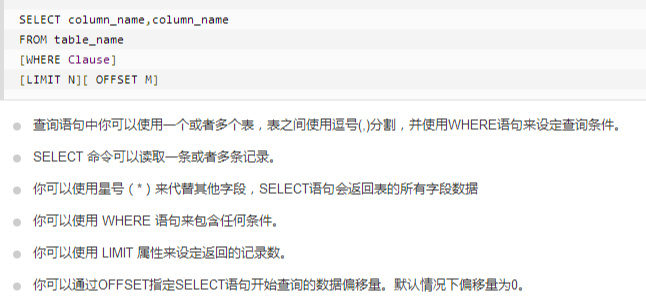 SELECT column_name,column_name
FROM table_name
[WHERE Clause]
[LIMIT N][ OFFSET M]
查询语句中你可以使用一个或者多个表，表之间使用逗号(,)分割，并使用WHERE语句来设定查询条件。
SELECT 命令可以读取一条或者多条记录。
你可以使用星号（*）来代替其他字段，SELECT语句会返回表的所有字段数据
你可以使用 WHERE 语句来包含任何条件。
你可以使用 LIMIT 属性来设定返回的记录数。
你可以通过OFFSET指定SELECT语句开始查询的数据偏移量。默认情况下偏移量为0。